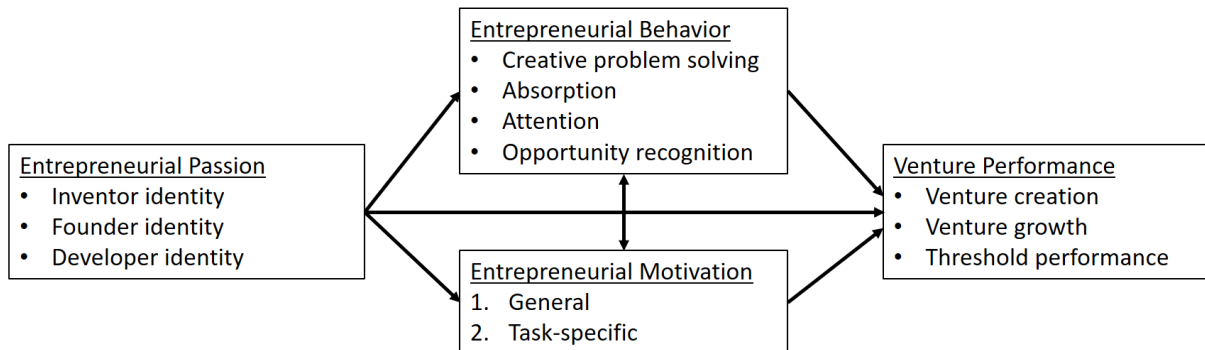 Entrepreneurial Behavior
• Creative problem solving
• Absorption
• Attention
• Opportunity recognition
Entrepreneurial Passion
• Inventor identity
• Founder identity
• Developer identity
Venture Performance
• Venture creation
• Venture growth
• Threshold performance
Entrepreneurial Motivation
1. General
2. Task-specific